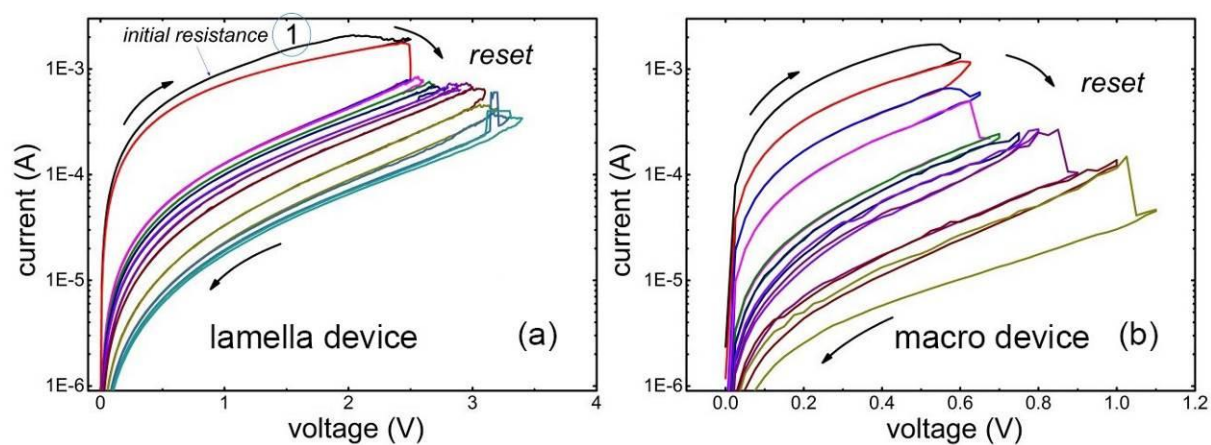 initial resistance 1
reset
1E-3
1E-4
1E-5
1E-6
current (A)
lamella device (a)
0 1 2 3 4
voltage (V)
reset
1E-3
1E-4
1E-5
1E-6
current (A)
macro device (b)
0.0 0.2 0.4 0.6 0.8 1.0 1.2
voltage (V)